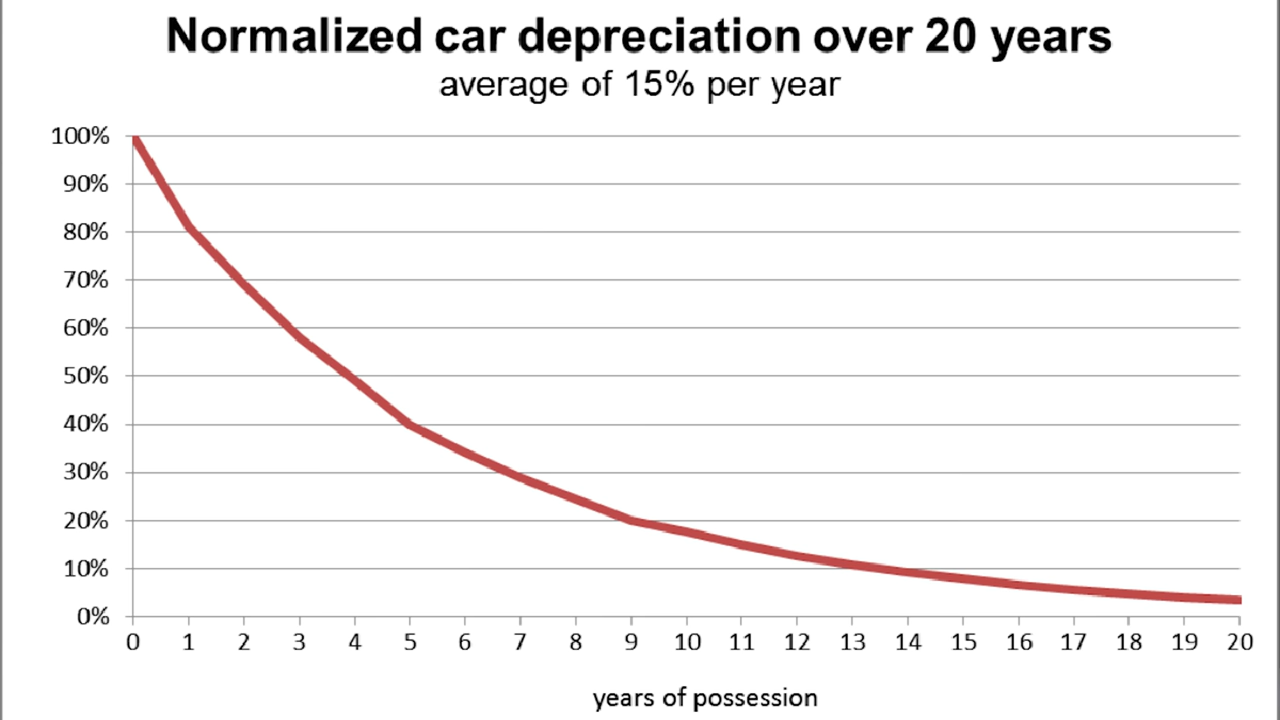 Normalized car depreciation over 20 years
average of 15% per year
100%
90%
80%
70%
60%
50%
40%
30%
20%
10%
0%
0 1 2 3 4 5 6 7 8 9 10 11 12 13 14 15 16 17 18 19 20
years of possession